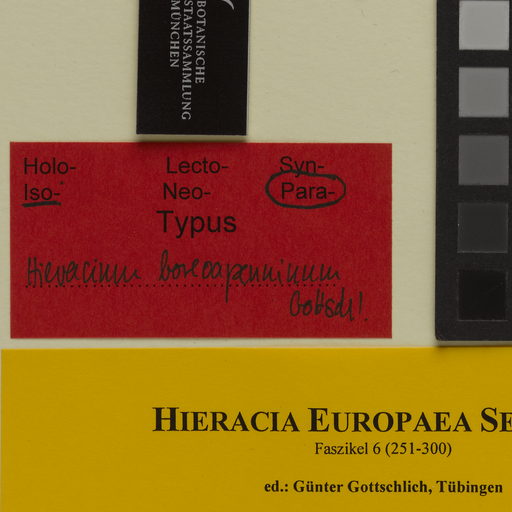 BOTANISCHE
STAATSSAMMLUNG
MÜNCHEN
Holo- Lecto- Syn-
Iso- Neo- Para-
Typus
Hieracium boreoapenninum
Gottschl.
HIERACIA EUROPAEA SE
Faszikel 6 (251-300)
ed.: Günter Gottschlich, Tübingen